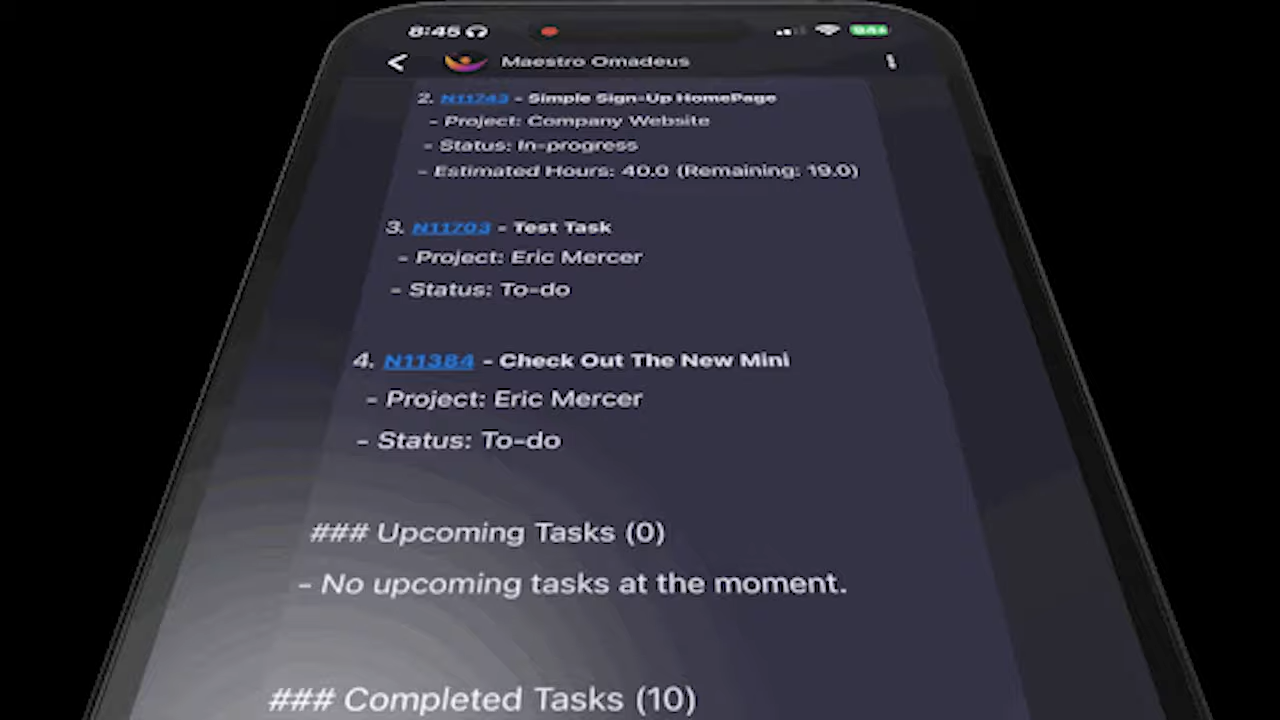 8:45
94+
Maestro Omadeus
2. N11743 - Simple Sign-Up HomePage
- Project: Company Website
- Status: In-progress
- Estimated Hours: 40.0 (Remaining: 19.0)
3. N11703 - Test Task
- Project: Eric Mercer
- Status: To-do
4. N11384 - Check Out The New Mini
- Project: Eric Mercer
- Status: To-do
### Upcoming Tasks (0)
- No upcoming tasks at the moment.
### Completed Tasks (10)